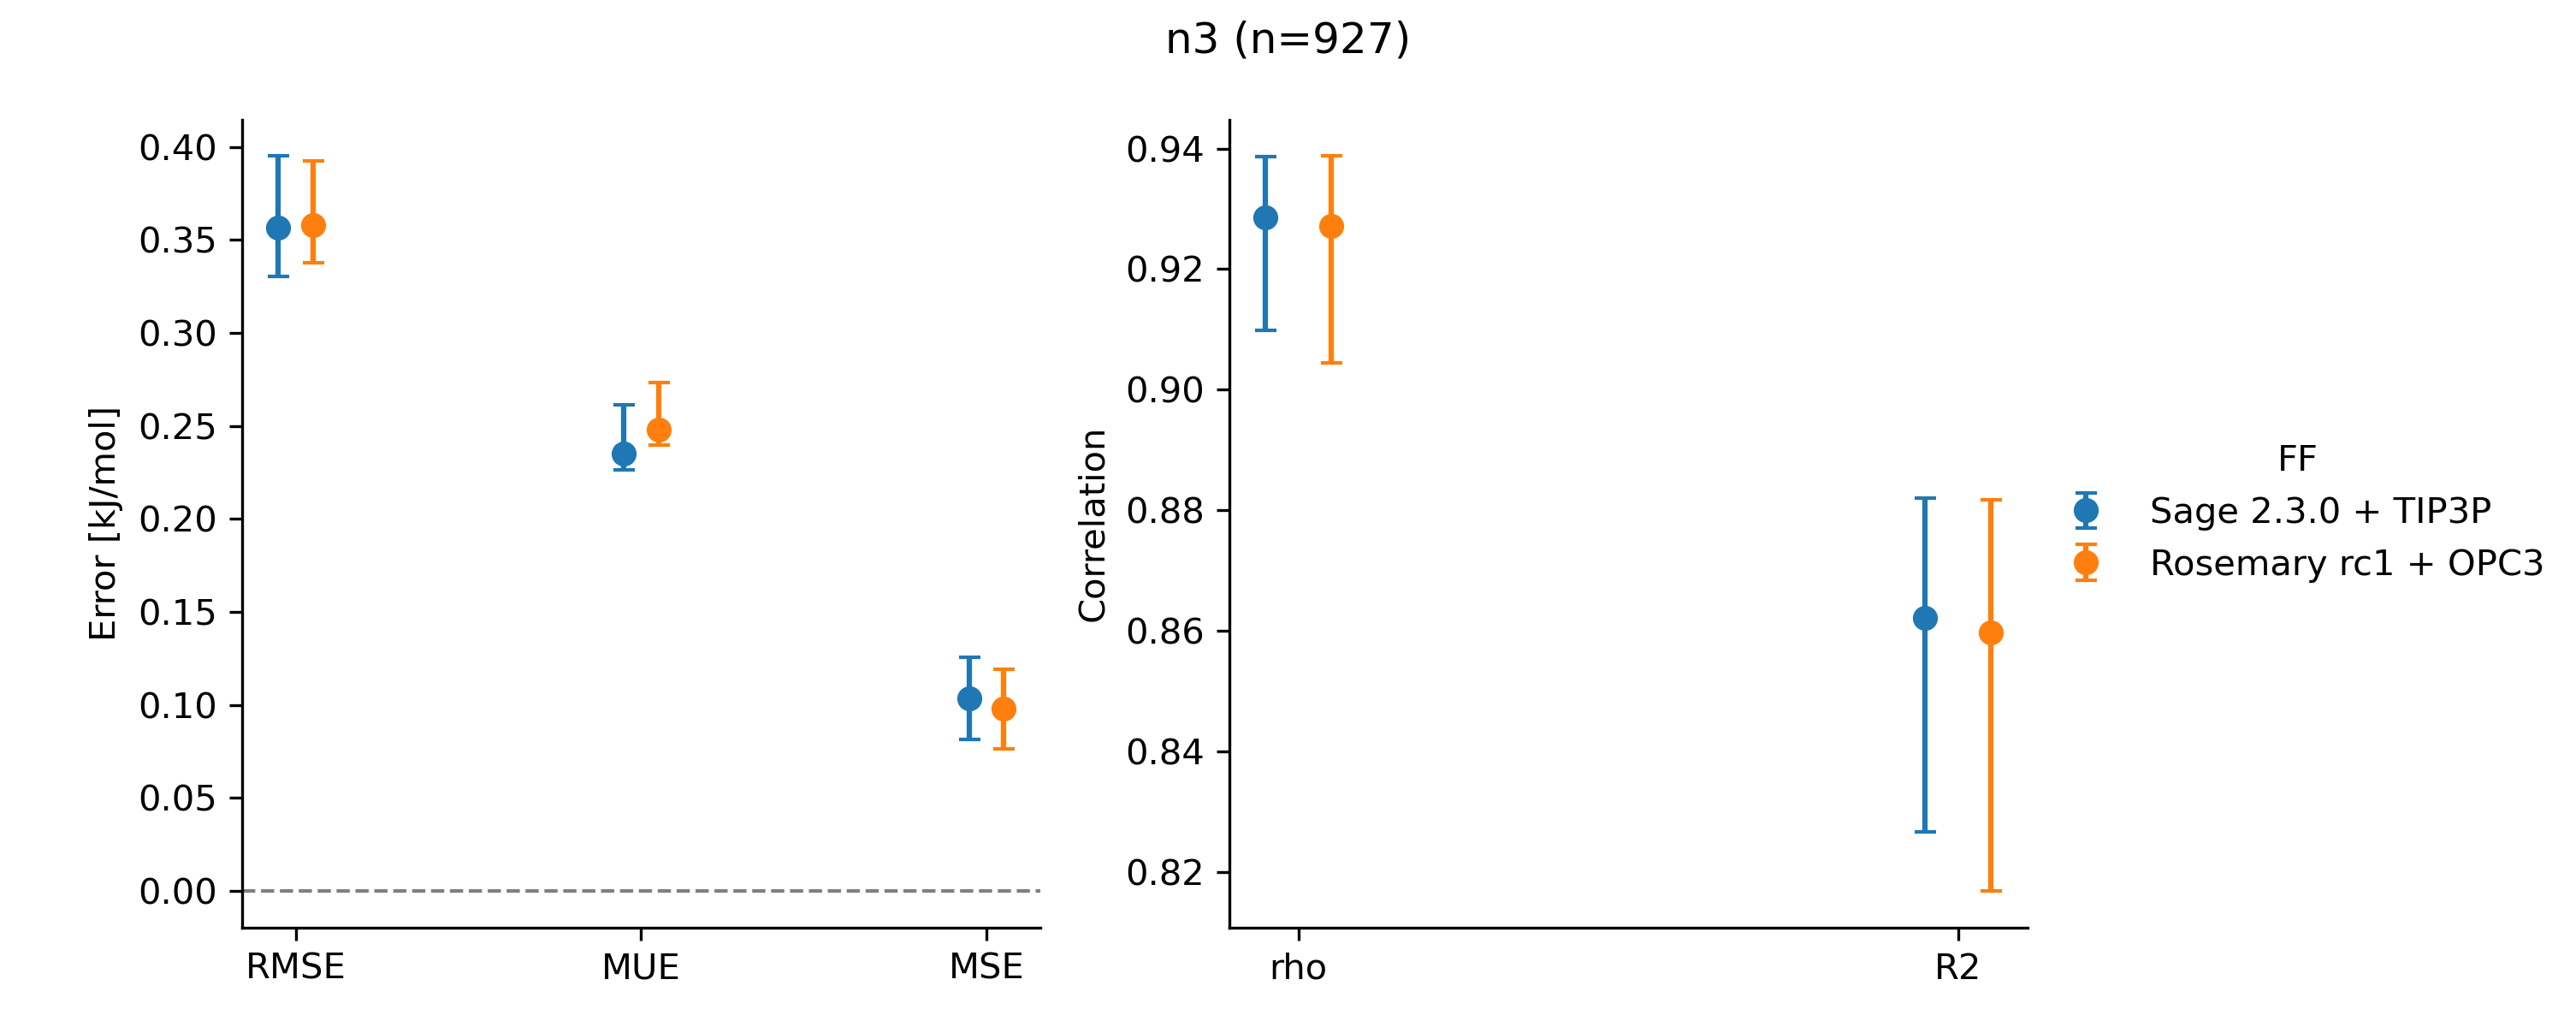 n3 (n=927)
Error [kJ/mol]
0.40
0.35
0.30
0.25
0.20
0.15
0.10
0.05
0.00
RMSE
MUE
MSE
Correlation
0.94
0.92
0.90
0.88
0.86
0.84
0.82
rho
R2
FF
Sage 2.3.0 + TIP3P
Rosemary rc1 + OPC3